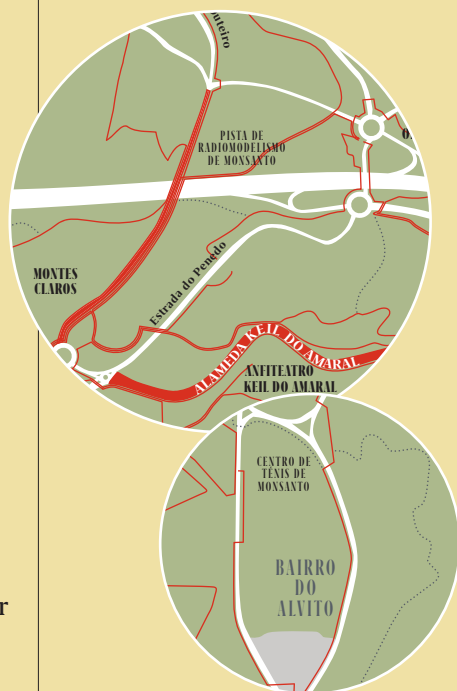 outeiro
PISTA DE
RADIOMODELISMO
DE MONSANTO
MONTES
CLAROS
Estrada do Penedo
ALAMEDA KEIL DO AMARAL
ANFITEATRO
KEIL DO AMARAL
CENTRO DE
TÉNIS DE
MONSANTO
BAIRRO
DO
ALVITO
r